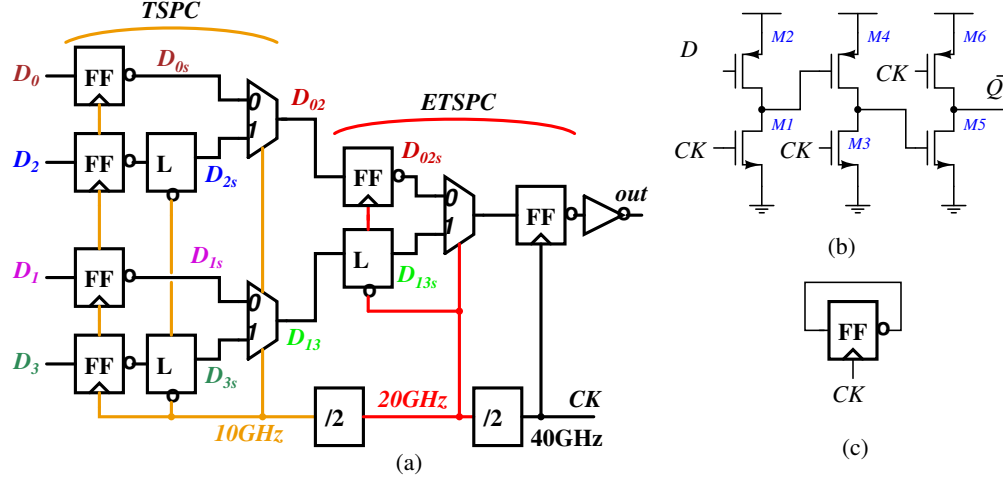 TSPC
D0 FF D0s
0
1
D02
ETSPC
D2 FF L D2s
D02s
FF
0
1
FF
out
D1 FF D1s
0
1
L
D13s
D13
D3 FF L D3s
10GHz
/2
20GHz
/2
CK
40GHz
(a)
M2 M4 M6
D
CK
Q̄
M1 M3 M5
CK CK
(b)
FF
CK
(c)